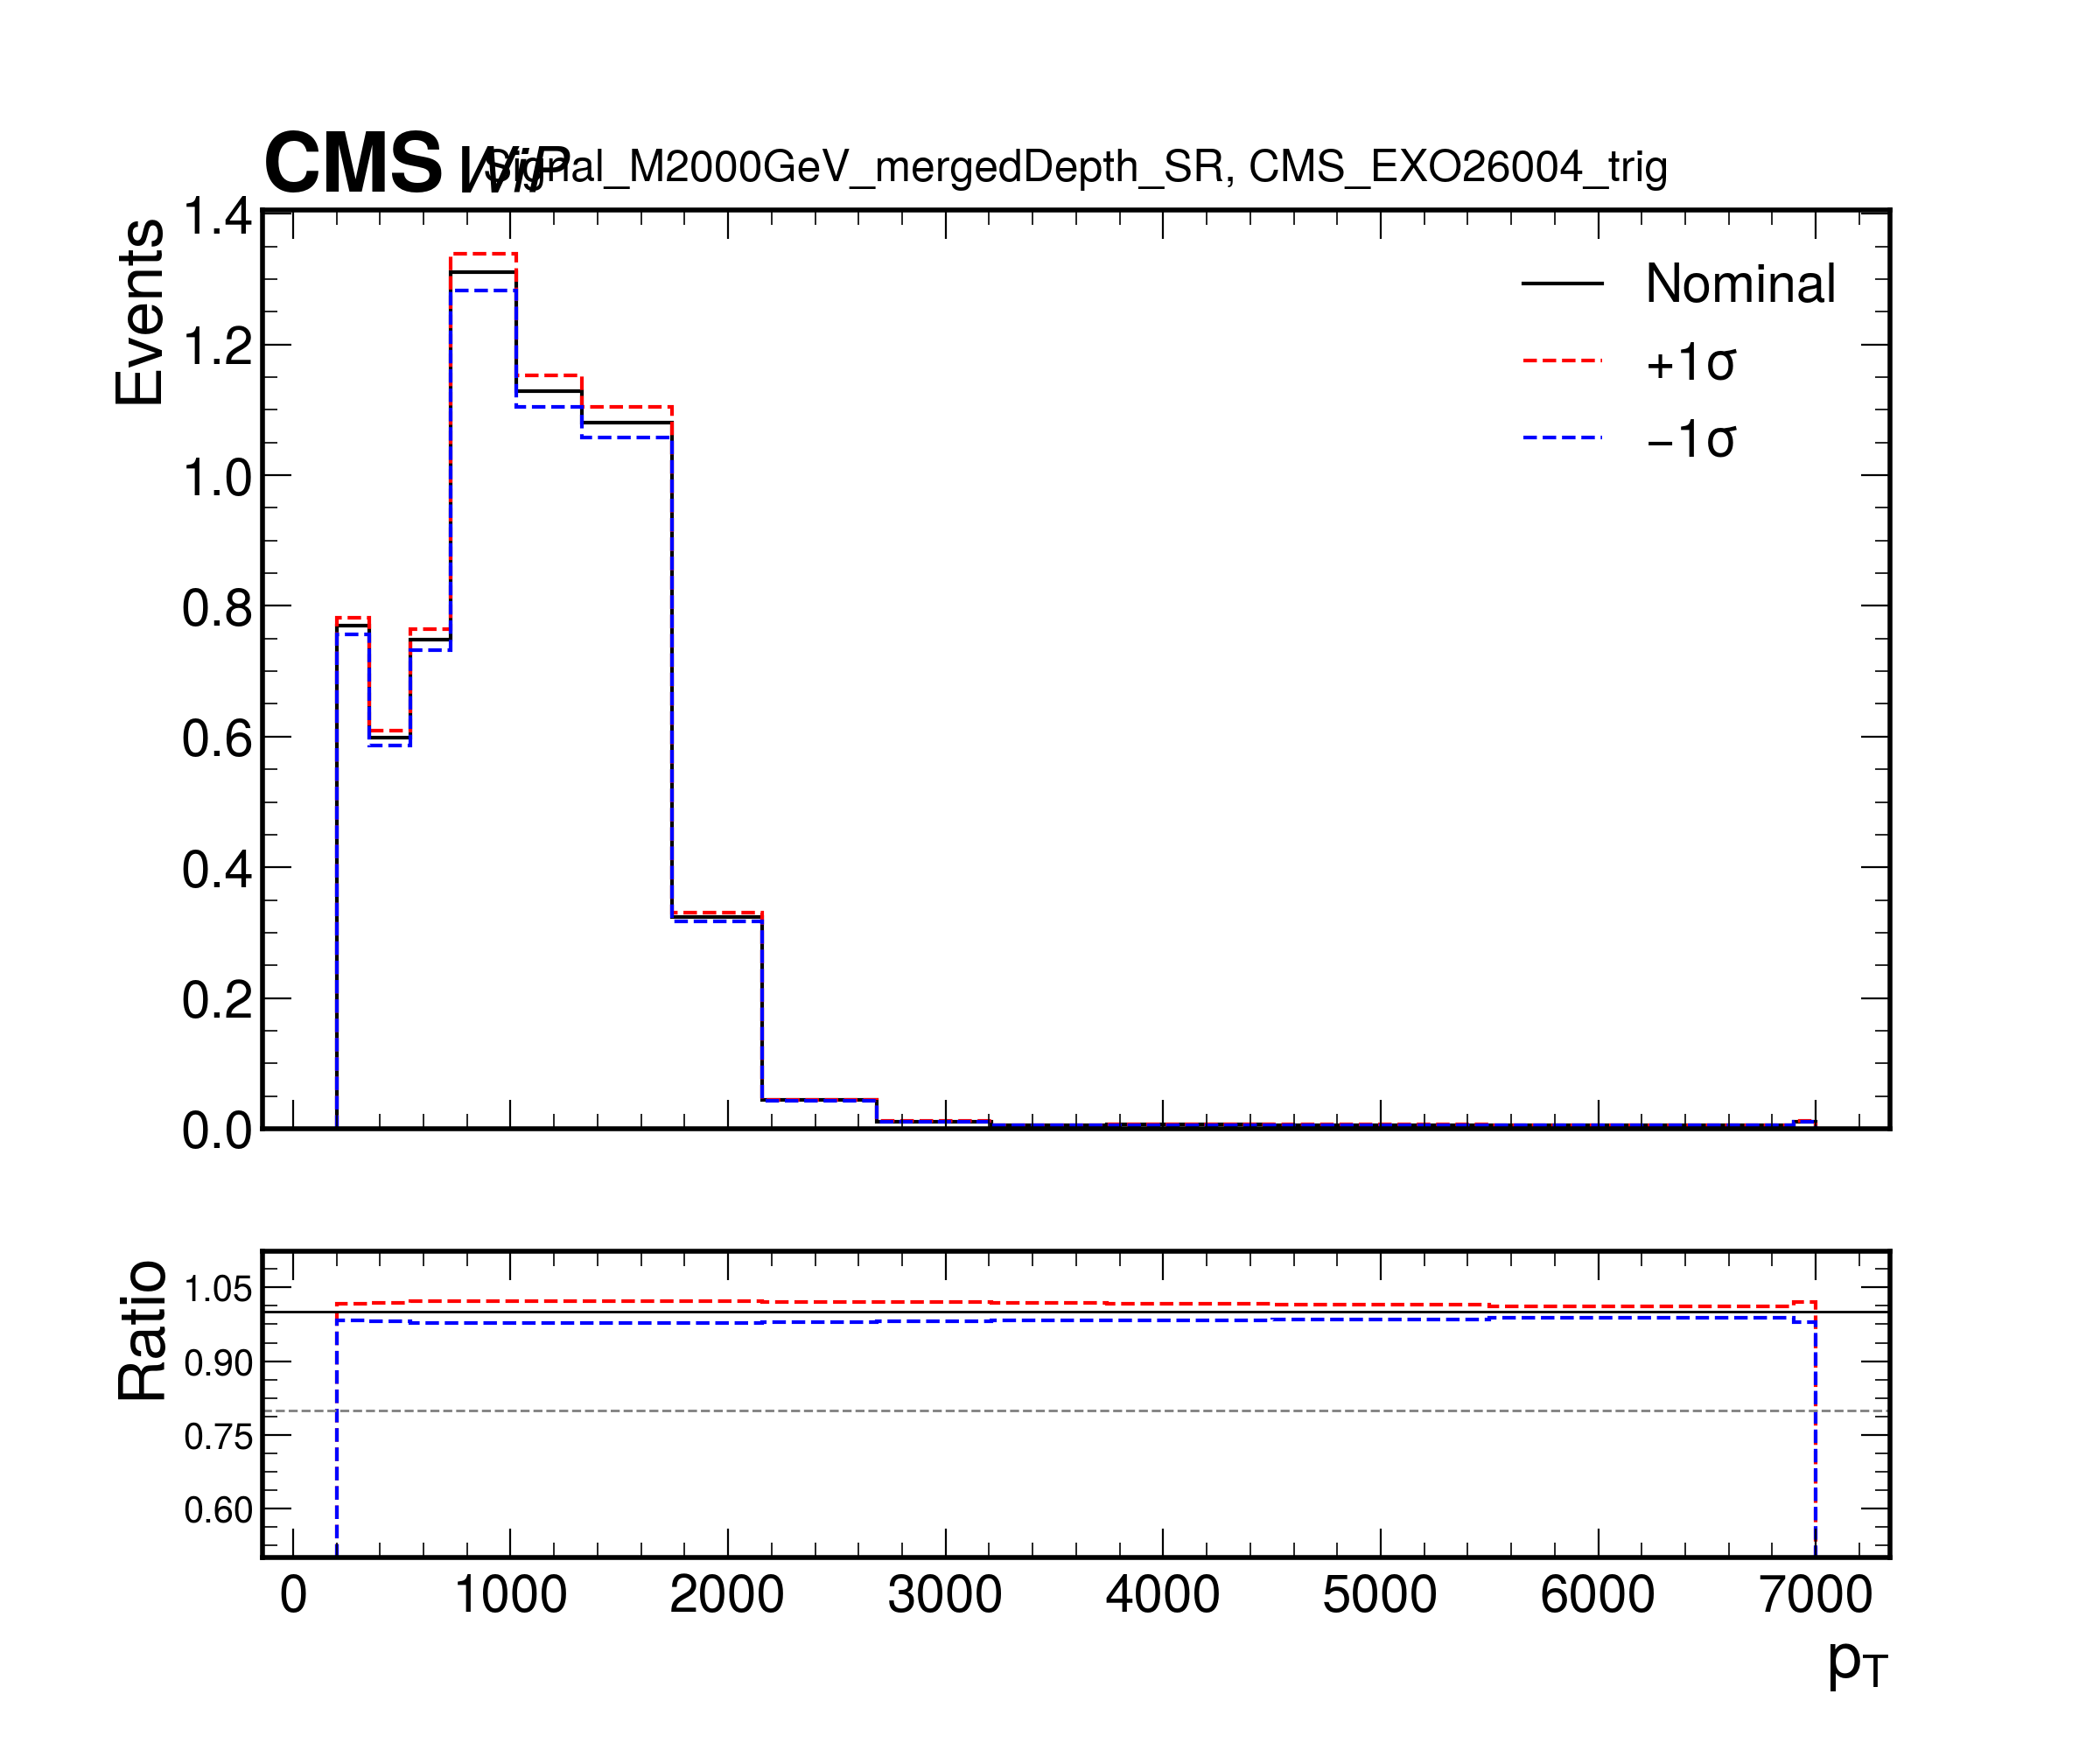 CMS WiP Signal_M2000GeV_mergedDepth_SR, CMS_EXO26004_trig
Events
1.4
1.2
1.0
0.8
0.6
0.4
0.2
0.0
Nominal
+1σ
−1σ
Ratio
1.05
0.90
0.75
0.60
0 1000 2000 3000 4000 5000 6000 7000
pT